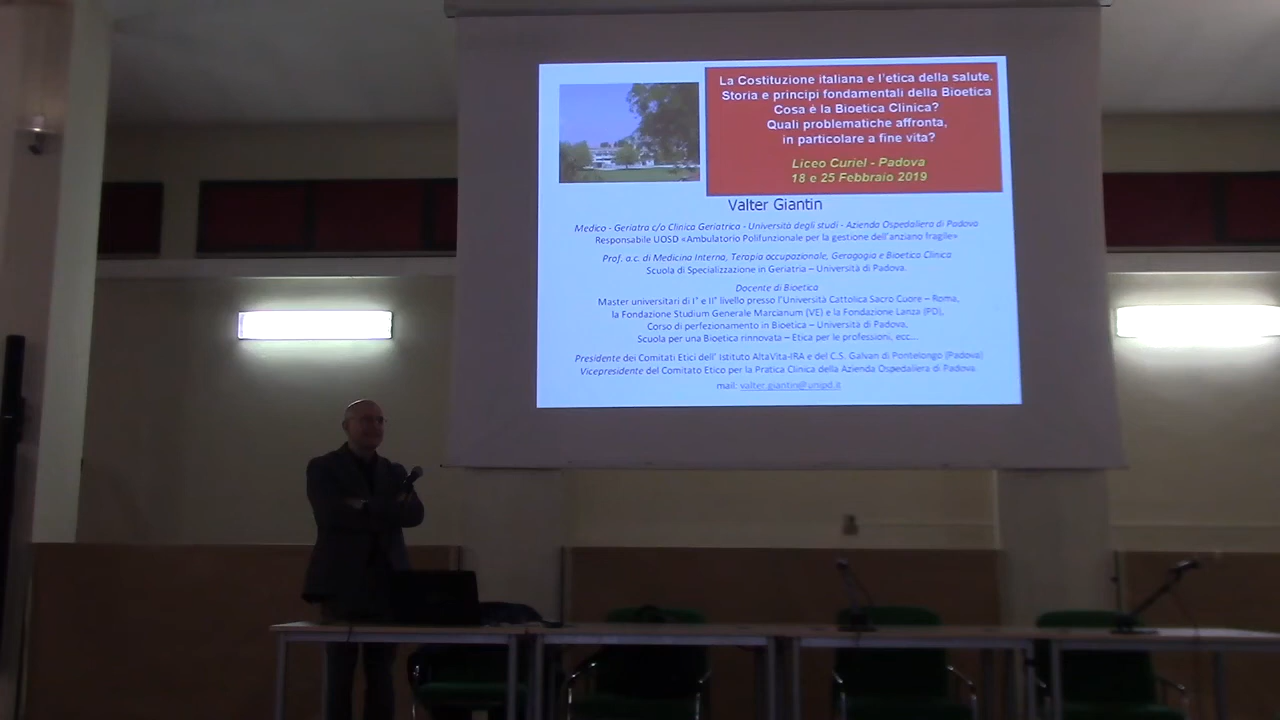 La Costituzione italiana e l'etica della salute.
Storia e principi fondamentali della Bioetica
Cosa è la Bioetica Clinica?
Quali problematiche affronta,
in particolare a fine vita?
Liceo Curiel - Padova
18 e 25 Febbraio 2019
Valter Giantin
Medico - Geriatra c/o Clinica Geriatrica - Università degli studi - Azienda Ospedaliera di Padova
Responsabile UOSD «Ambulatorio Polifunzionale per la gestione dell'anziano fragile»
Prof. a.c. di Medicina Interna, Terapia occupazionale, Geragogia e Bioetica Clinica
Scuola di Specializzazione in Geriatria – Università di Padova.
Docente di Bioetica
Master universitari di I° e II° livello presso l'Università Cattolica Sacro Cuore – Roma,
la Fondazione Studium Generale Marcianum (VE) e la Fondazione Lanza (PD),
Corso di perfezionamento in Bioetica – Università di Padova,
Scuola per una Bioetica rinnovata – Etica per le professioni, ecc...
Presidente dei Comitati Etici dell' Istituto AltaVita-IRA e del C.S. Galvan di Pontelongo (Padova)
Vicepresidente del Comitato Etico per la Pratica Clinica della Azienda Ospedaliera di Padova
mail: valter.giantin@unipd.it